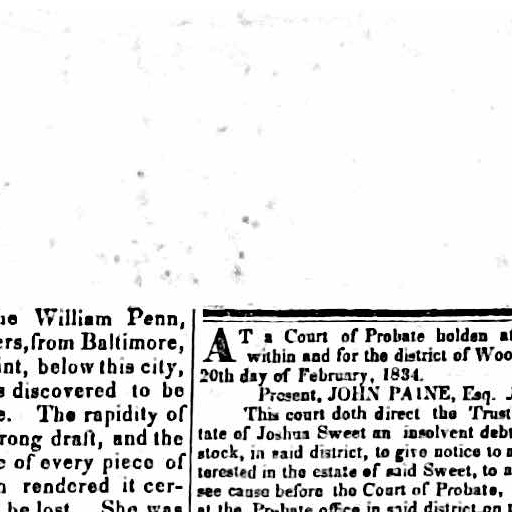 ue William Penn,
ers, from Baltimore,
int, below this city,
s discovered to be
e. The rapidity of
rong draft, and the
c of every piece of
n rendered it cer-
be lost. She was
AT a Court of Probate holden at
within and for the district of Woo
20th day of February, 1834.
Present, JOHN PAINE, Esq. J
This court doth direct the Trust
tate of Joshua Sweet an insolvent debt
stock, in said district, to give notice to a
terested in the estate of said Sweet, to a
see cause before the Court of Probate,
at the Probate office in said district on